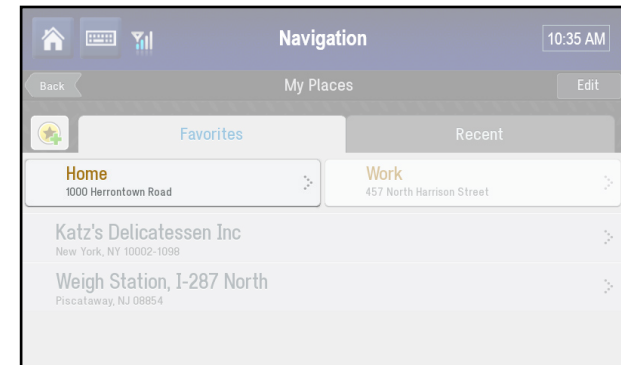 Navigation
10:35 AM
Back
My Places
Edit
Favorites
Recent
Home
1000 Herrontown Road
Work
457 North Harrison Street
Katz's Delicatessen Inc
New York, NY 10002-1098
Weigh Station, I-287 North
Piscataway, NJ 08854